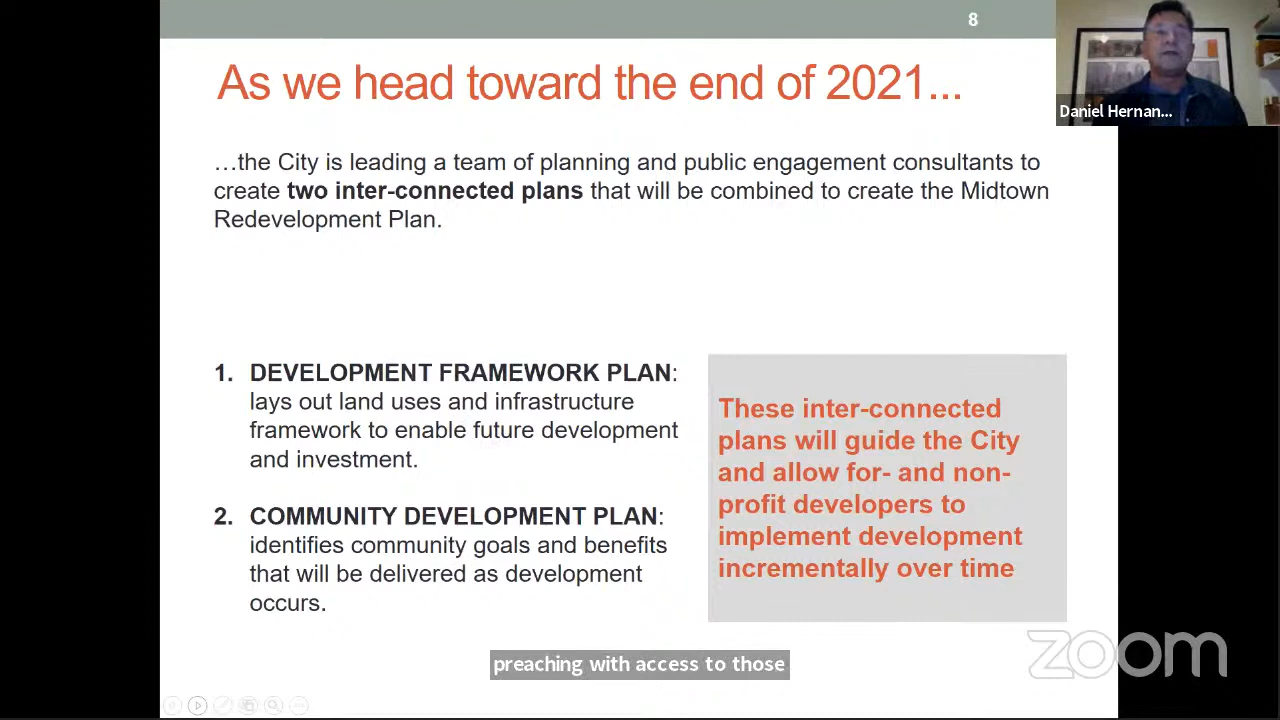 8
As we head toward the end of 2021...
Daniel Hernan...
…the City is leading a team of planning and public engagement consultants to
create two inter-connected plans that will be combined to create the Midtown
Redevelopment Plan.
1. DEVELOPMENT FRAMEWORK PLAN:
lays out land uses and infrastructure
framework to enable future development
and investment.
2. COMMUNITY DEVELOPMENT PLAN:
identifies community goals and benefits
that will be delivered as development
occurs.
These inter-connected
plans will guide the City
and allow for- and non-
profit developers to
implement development
incrementally over time
preaching with access to those
zoom